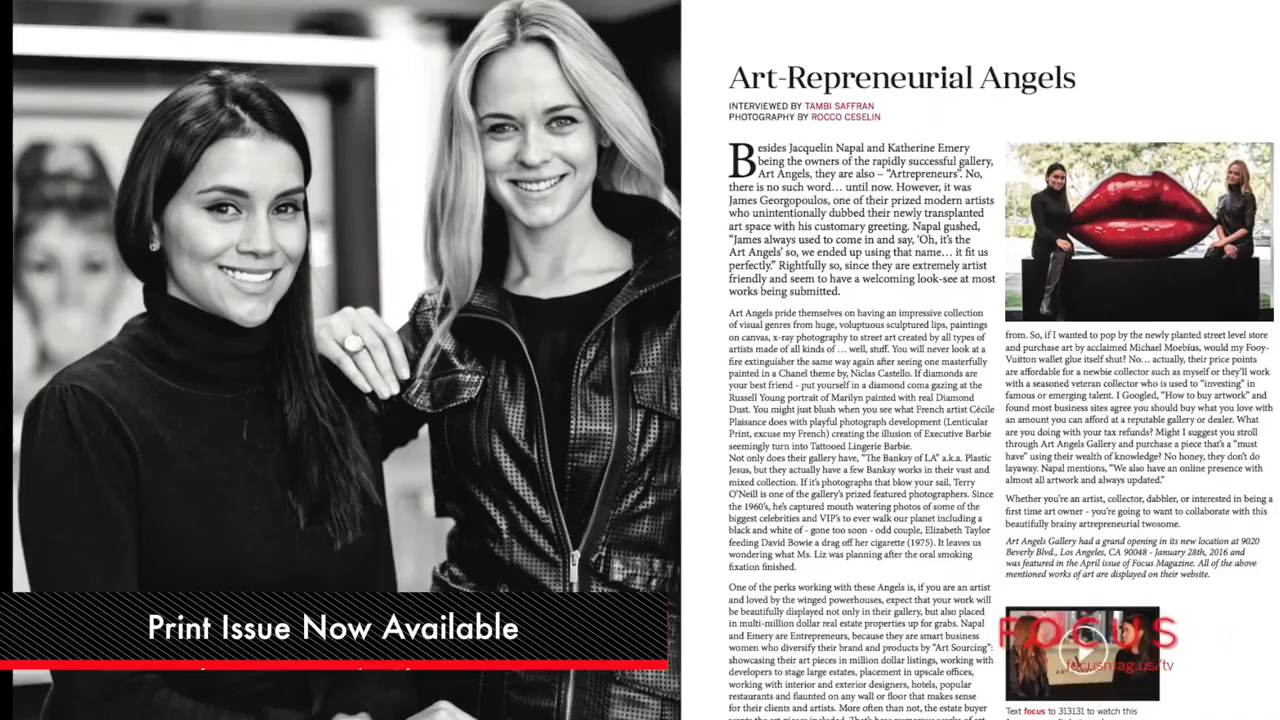 Art-Repreneurial Angels
INTERVIEWED BY TAMBI SAFFRAN
PHOTOGRAPHY BY ROCCO CESELIN
Besides Jacquelin Napal and Katherine Emery
being the owners of the rapidly successful gallery,
Art Angels, they are also – “Artrepreneurs”. No,
there is no such word… until now. However, it was
James Georgopoulos, one of their prized modern artists
who unintentionally dubbed their newly transplanted
art space with his customary greeting. Napal gushed,
“James always used to come in and say, ‘Oh, it’s the
Art Angels’ so, we ended up using that name… it fit us
perfectly.” Rightfully so, since they are extremely artist
friendly and seem to have a welcoming look-see at most
works being submitted.
Art Angels pride themselves on having an impressive collection
of visual genres from huge, voluptuous sculptured lips, paintings
on canvas, x-ray photography to street art created by all types of
artists made of all kinds of … well, stuff. You will never look at a
fire extinguisher the same way again after seeing one masterfully
painted in a Chanel theme by, Niclas Castello. If diamonds are
your best friend - put yourself in a diamond coma gazing at the
Russell Young portrait of Marilyn painted with real Diamond
Dust. You might just blush when you see what French artist Cécile
Plaisance does with playful photograph development (Lenticular
Print, excuse my French) creating the illusion of Executive Barbie
seemingly turn into Tattooed Lingerie Barbie.
Not only does their gallery have, “The Banksy of LA” a.k.a. Plastic
Jesus, but they actually have a few Banksy works in their vast and
mixed collection. If it’s photographs that blow your sail, Terry
O’Neill is one of the gallery’s prized featured photographers. Since
the 1960’s, he’s captured mouth watering photos of some of the
biggest celebrities and VIP’s to ever walk our planet including a
black and white of - gone too soon - odd couple, Elizabeth Taylor
feeding David Bowie a drag off her cigarette (1975). It leaves us
wondering what Ms. Liz was planning after the oral smoking
fixation finished.
One of the perks working with these Angels is, if you are an artist
and loved by the winged powerhouses, expect that your work will
be beautifully displayed not only in their gallery, but also placed
in multi-million dollar real estate properties up for grabs. Napal
and Emery are Entrepreneurs, because they are smart business
women who diversify their brand and products by “Art Sourcing”:
showcasing their art pieces in million dollar listings, working with
developers to stage large estates, placement in upscale offices,
working with interior and exterior designers, hotels, popular
restaurants and flaunted on any wall or floor that makes sense
for their clients and artists. More often than not, the estate buyer
from. So, if I wanted to pop by the newly planted street level store
and purchase art by acclaimed Michael Moebius, would my Fooy-
Vuitton wallet glue itself shut? No… actually, their price points
are affordable for a newbie collector such as myself or they’ll work
with a seasoned veteran collector who is used to “investing” in
famous or emerging talent. I Googled, “How to buy artwork” and
found most business sites agree you should buy what you love with
an amount you can afford at a reputable gallery or dealer. What
are you doing with your tax refunds? Might I suggest you stroll
through Art Angels Gallery and purchase a piece that’s a “must
have” using their wealth of knowledge? No honey, they don’t do
layaway. Napal mentions, “We also have an online presence with
almost all artwork and always updated.”
Whether you’re an artist, collector, dabbler, or interested in being a
first time art owner - you’re going to want to collaborate with this
beautifully brainy artrepreneurial twosome.
Art Angels Gallery had a grand opening in its new location at 9020
Beverly Blvd., Los Angeles, CA 90048 - January 28th, 2016 and
was featured in the April issue of Focus Magazine. All of the above
mentioned works of art are displayed on their website.
FOCUS TV
focusmag.us/tv
Text focus to 313131 to watch this
Print Issue Now Available